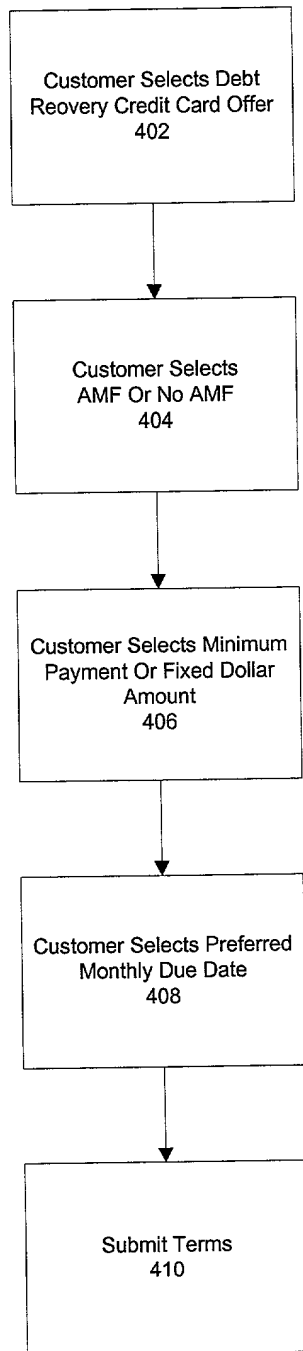 Customer Selects Debt
Reovery Credit Card Offer
402
Customer Selects
AMF Or No AMF
404
Customer Selects Minimum
Payment Or Fixed Dollar
Amount
406
Customer Selects Preferred
Monthly Due Date
408
Submit Terms
410